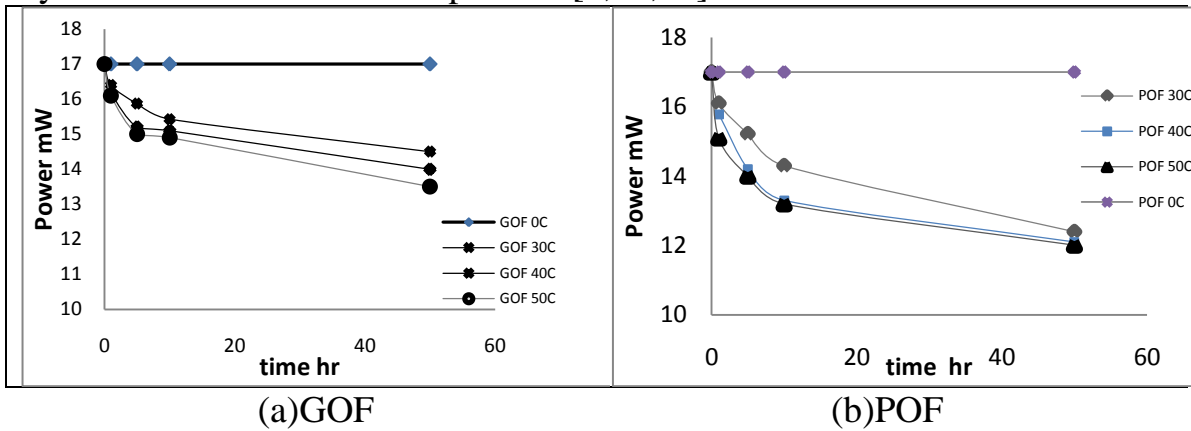 18
17
16
15
14
13
12
11
10
Power mW
0 20 40 60
time hr
GOF 0C
GOF 30C
GOF 40C
GOF 50C
18
16
14
12
10
Power mW
0 20 40 60
time hr
POF 30C
POF 40C
POF 50C
POF 0C
(a)GOF (b)POF